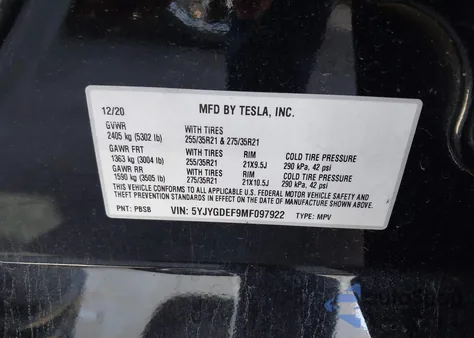 12/20 MFD BY TESLA, INC.
GVWR
2405 kg (5302 lb) WITH TIRES 255/35R21 & 275/35R21
GAWR FRT WITH TIRES RIM COLD TIRE PRESSURE
1363 kg (3004 lb) 255/35R21 21X9.5J 290 kPa, 42 psi
GAWR RR WITH TIRES RIM COLD TIRE PRESSURE
1590 kg (3505 lb) 275/35R21 21X10.5J 290 kPa, 42 psi
THIS VEHICLE CONFORMS TO ALL APPLICABLE U.S. FEDERAL MOTOR VEHICLE SAFETY AND
THEFT PREVENTION STANDARDS IN EFFECT ON THE DATE OF MANUFACTURE SHOWN ABOVE.
PNT: PBSB VIN: 5YJYGDEF9MF097922 TYPE: MPV